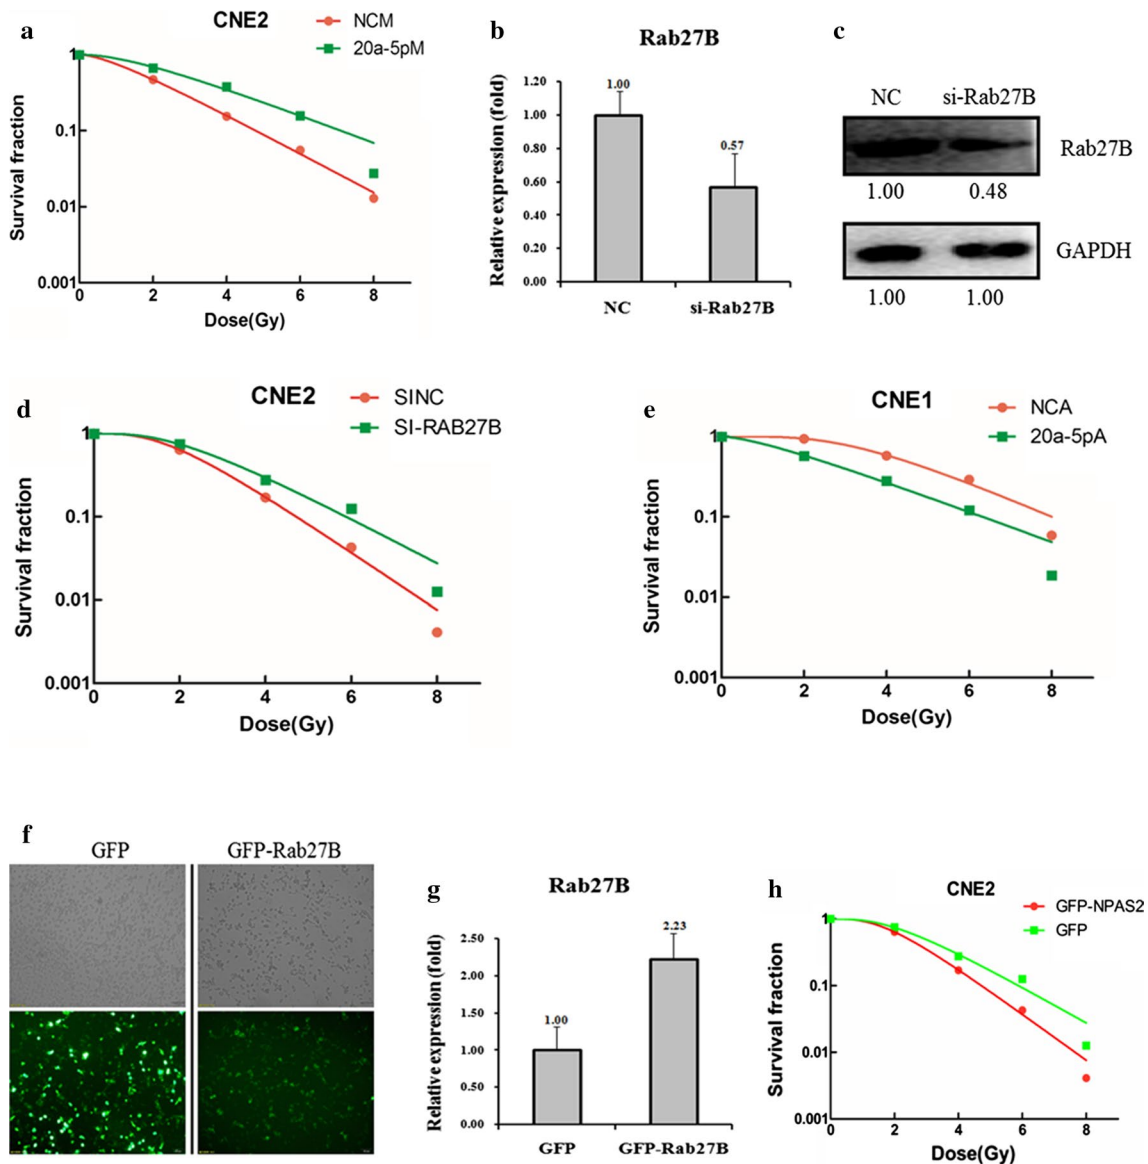 a
CNE2
NCM
20a-5pM
Survival fraction
1
0.1
0.01
0.001
0 2 4 6 8
Dose(Gy)
b
Rab27B
Relative expression (fold)
1.20
1.00
0.80
0.60
0.40
0.20
0.00
1.00
0.57
NC si-Rab27B
c
NC si-Rab27B
Rab27B
1.00 0.48
GAPDH
1.00 1.00
d
CNE2
SINC
SI-RAB27B
Survival fraction
1
0.1
0.01
0.001
0 2 4 6 8
Dose(Gy)
e
CNE1
NCA
20a-5pA
Survival fraction
1
0.1
0.01
0.001
0 2 4 6 8
Dose(Gy)
f
GFP GFP-Rab27B
g
Rab27B
Relative expression (fold)
2.50
2.00
1.50
1.00
0.50
0.00
1.00
2.23
GFP GFP-Rab27B
h
CNE2
GFP-NPAS2
GFP
Survival fraction
1
0.1
0.01
0.001
0 2 4 6 8
Dose(Gy)